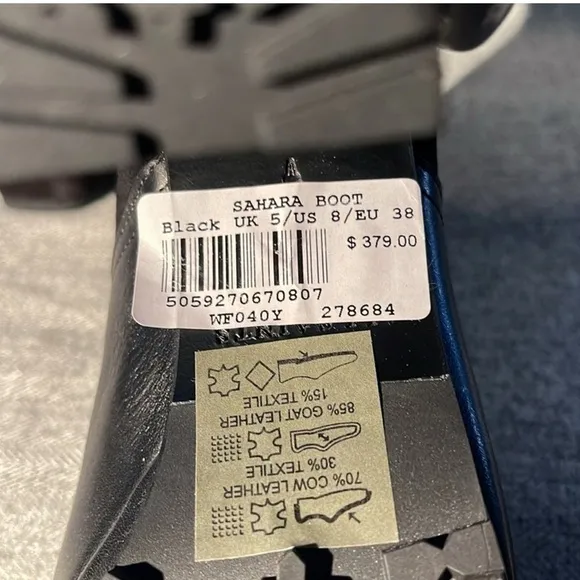 SAHARA BOOT
Black UK 5/US 8/EU 38
$ 379.00
5059270670807
WF040Y 278684
70% COW LEATHER
30% TEXTILE
85% GOAT LEATHER
15% TEXTILE